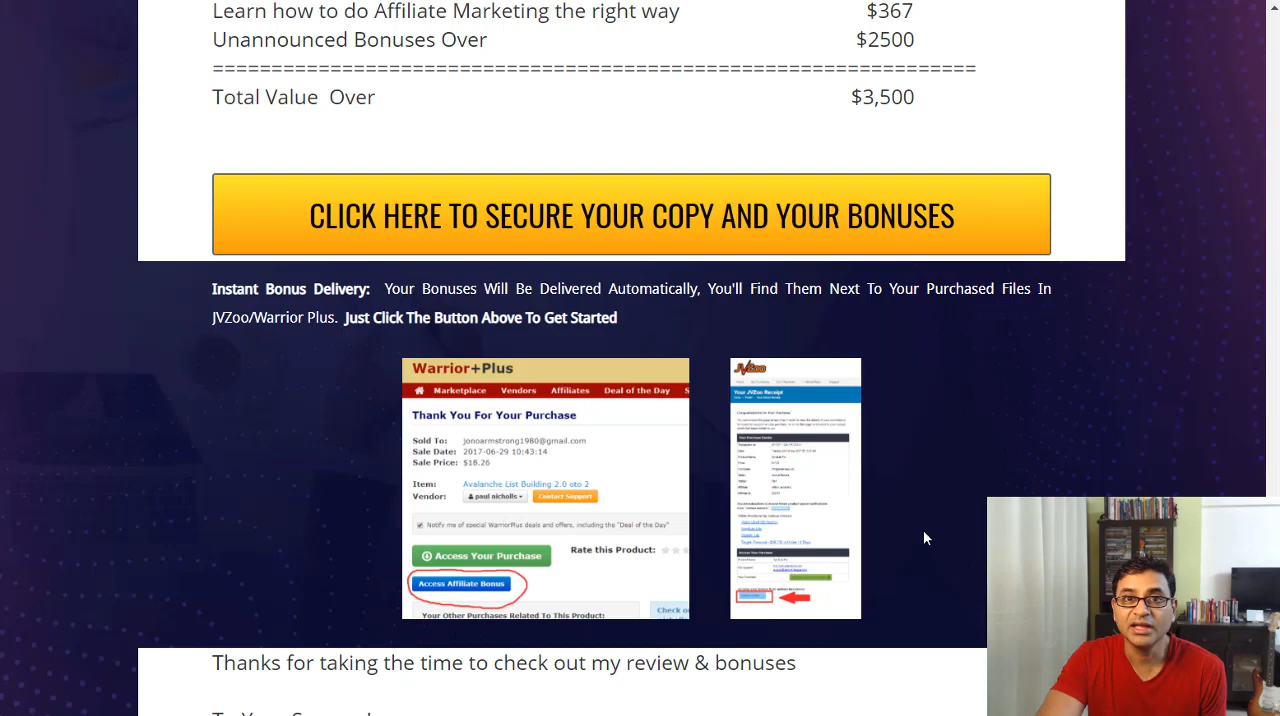 Learn how to do Affiliate Marketing the right way $367
Unannounced Bonuses Over $2500
=================================================================
Total Value Over $3,500
CLICK HERE TO SECURE YOUR COPY AND YOUR BONUSES
Instant Bonus Delivery: Your Bonuses Will Be Delivered Automatically, You'll Find Them Next To Your Purchased Files In
JVZoo/Warrior Plus. Just Click The Button Above To Get Started
Warrior+Plus
Marketplace Vendors Affiliates Deal of the Day S
Thank You For Your Purchase
Sold To: jonoarmstrong1980@gmail.com
Sale Date: 2017-06-29 10:43:14
Sale Price: $18.26
Item: Avalanche List Building 2.0 oto 2
Vendor: paul nicholls Contact Support
Notify me of special WarriorPlus deals and offers, including the "Deal of the Day"
Access Your Purchase Rate this Product:
Access Affiliate Bonus
Your Other Purchases Related To This Product:
Check o
JVZoo
Your JVZoo Receipt
Thanks for taking the time to check out my review & bonuses